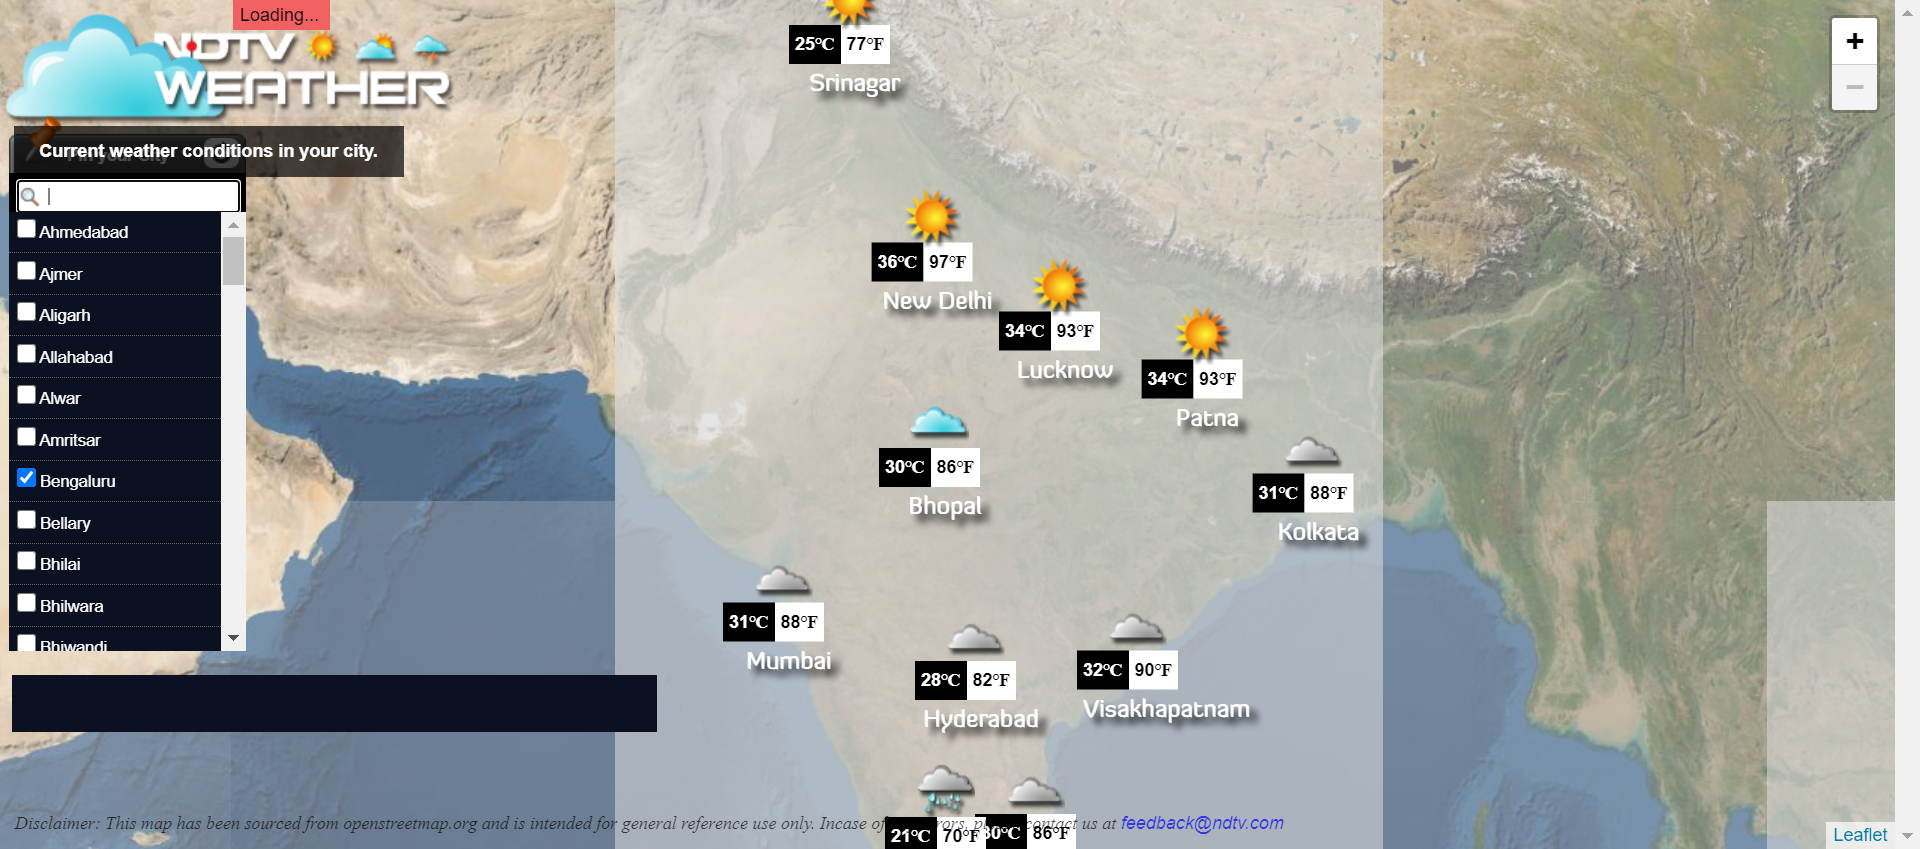 Loading...
NDTV
WEATHER
Current weather conditions in your city.
Ahmedabad
Ajmer
Aligarh
Allahabad
Alwar
Amritsar
Bengaluru
Bellary
Bhilai
Bhilwara
Bhiwandi
25°C 77°F
Srinagar
36°C 97°F
New Delhi
34°C 93°F
Lucknow
34°C 93°F
Patna
30°C 86°F
Bhopal
31°C 88°F
Kolkata
31°C 88°F
Mumbai
28°C 82°F
Hyderabad
32°C 90°F
Visakhapatnam
21°C 70°F
30°C 86°F
+
−
Disclaimer: This map has been sourced from openstreetmap.org and is intended for general reference use only. Incase of contact us at feedback@ndtv.com
Leaflet